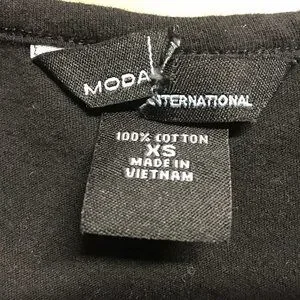 MODA
INTERNATIONAL
100% COTTON
XS
MADE IN
VIETNAM